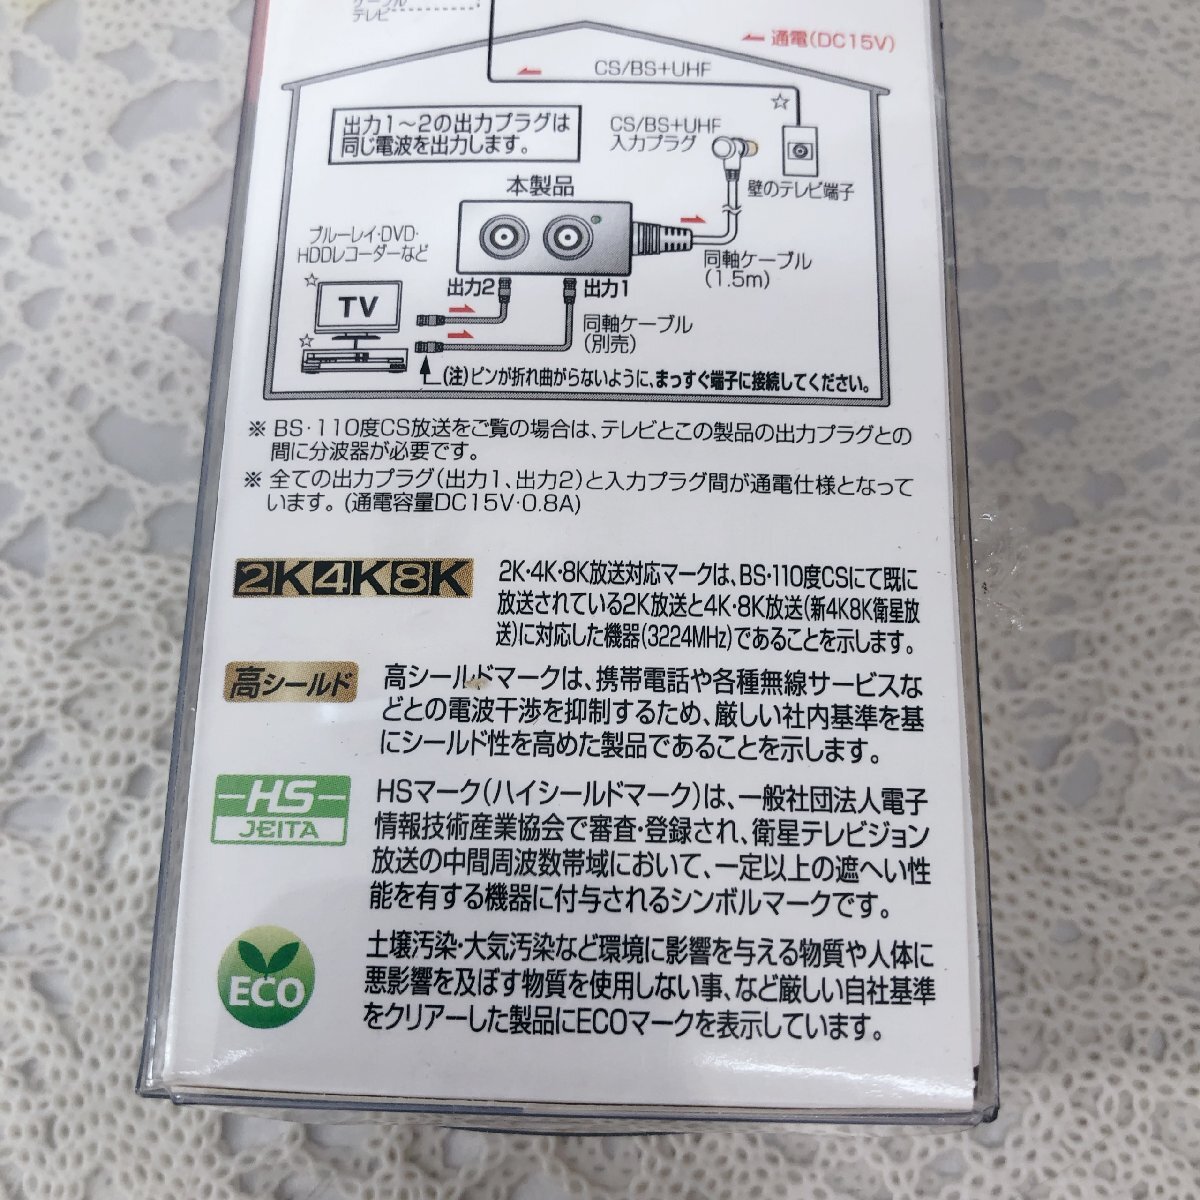 ケーブル
テレビ
通電(DC15V)
CS/BS+UHF
出力1〜2の出力プラグは
同じ電波を出力します。
CS/BS+UHF
入力プラグ
壁のテレビ端子
本製品
ブルーレイ・DVD・
HDDレコーダーなど
同軸ケーブル
(1.5m)
出力2
出力1
TV
同軸ケーブル
(別売)
(注)ピンが折れ曲がらないように、まっすぐ端子に接続してください。
※ BS・110度CS放送をご覧の場合は、テレビとこの製品の出力プラグとの
間に分波器が必要です。
※ 全ての出力プラグ(出力1、出力2)と入力プラグ間が通電仕様となって
います。(通電容量DC15V・0.8A)
2K4K8K
2K・4K・8K放送対応マークは、BS・110度CSにて既に
放送されている2K放送と4K・8K放送(新4K8K衛星放
送)に対応した機器(3224MHz)であることを示します。
高シールド
高シールドマークは、携帯電話や各種無線サービスな
どとの電波干渉を抑制するため、厳しい社内基準を基
にシールド性を高めた製品であることを示します。
HS
JEITA
HSマーク(ハイシールドマーク)は、一般社団法人電子
情報技術産業協会で審査・登録され、衛星テレビジョン
放送の中間周波数帯域において、一定以上の遮へい性
能を有する機器に付与されるシンボルマークです。
ECO
土壌汚染・大気汚染など環境に影響を与える物質や人体に
悪影響を及ぼす物質を使用しない事、など厳しい自社基準
をクリアーした製品にECOマークを表示しています。